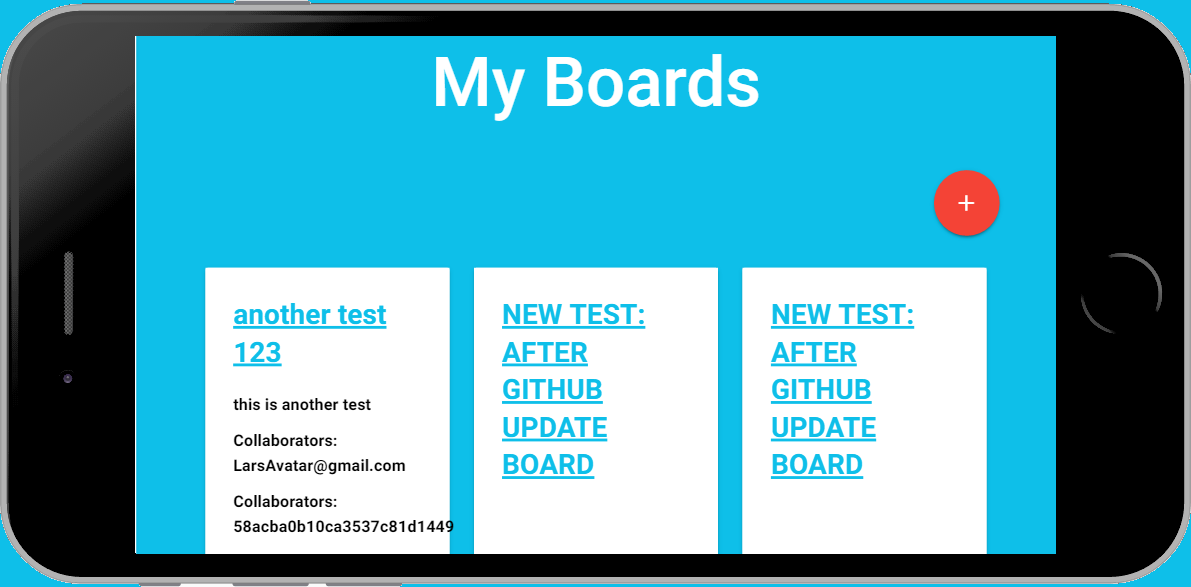 My Boards
+
another test
123
this is another test
Collaborators:
LarsAvatar@gmail.com
Collaborators:
58acba0b10ca3537c81d1449
NEW TEST:
AFTER
GITHUB
UPDATE
BOARD
NEW TEST:
AFTER
GITHUB
UPDATE
BOARD